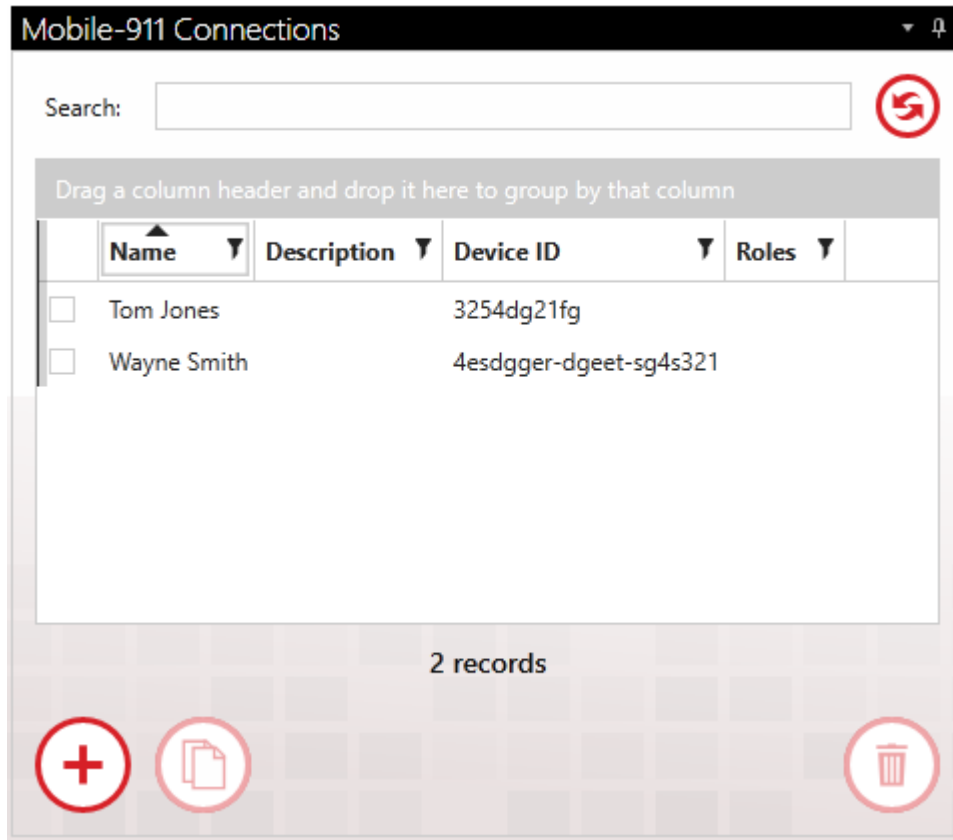 Mobile-911 Connections
Search:
Drag a column header and drop it here to group by that column
Name Description Device ID Roles
Tom Jones 3254dg21fg
Wayne Smith 4esdgger-dgeet-sg4s321
2 records